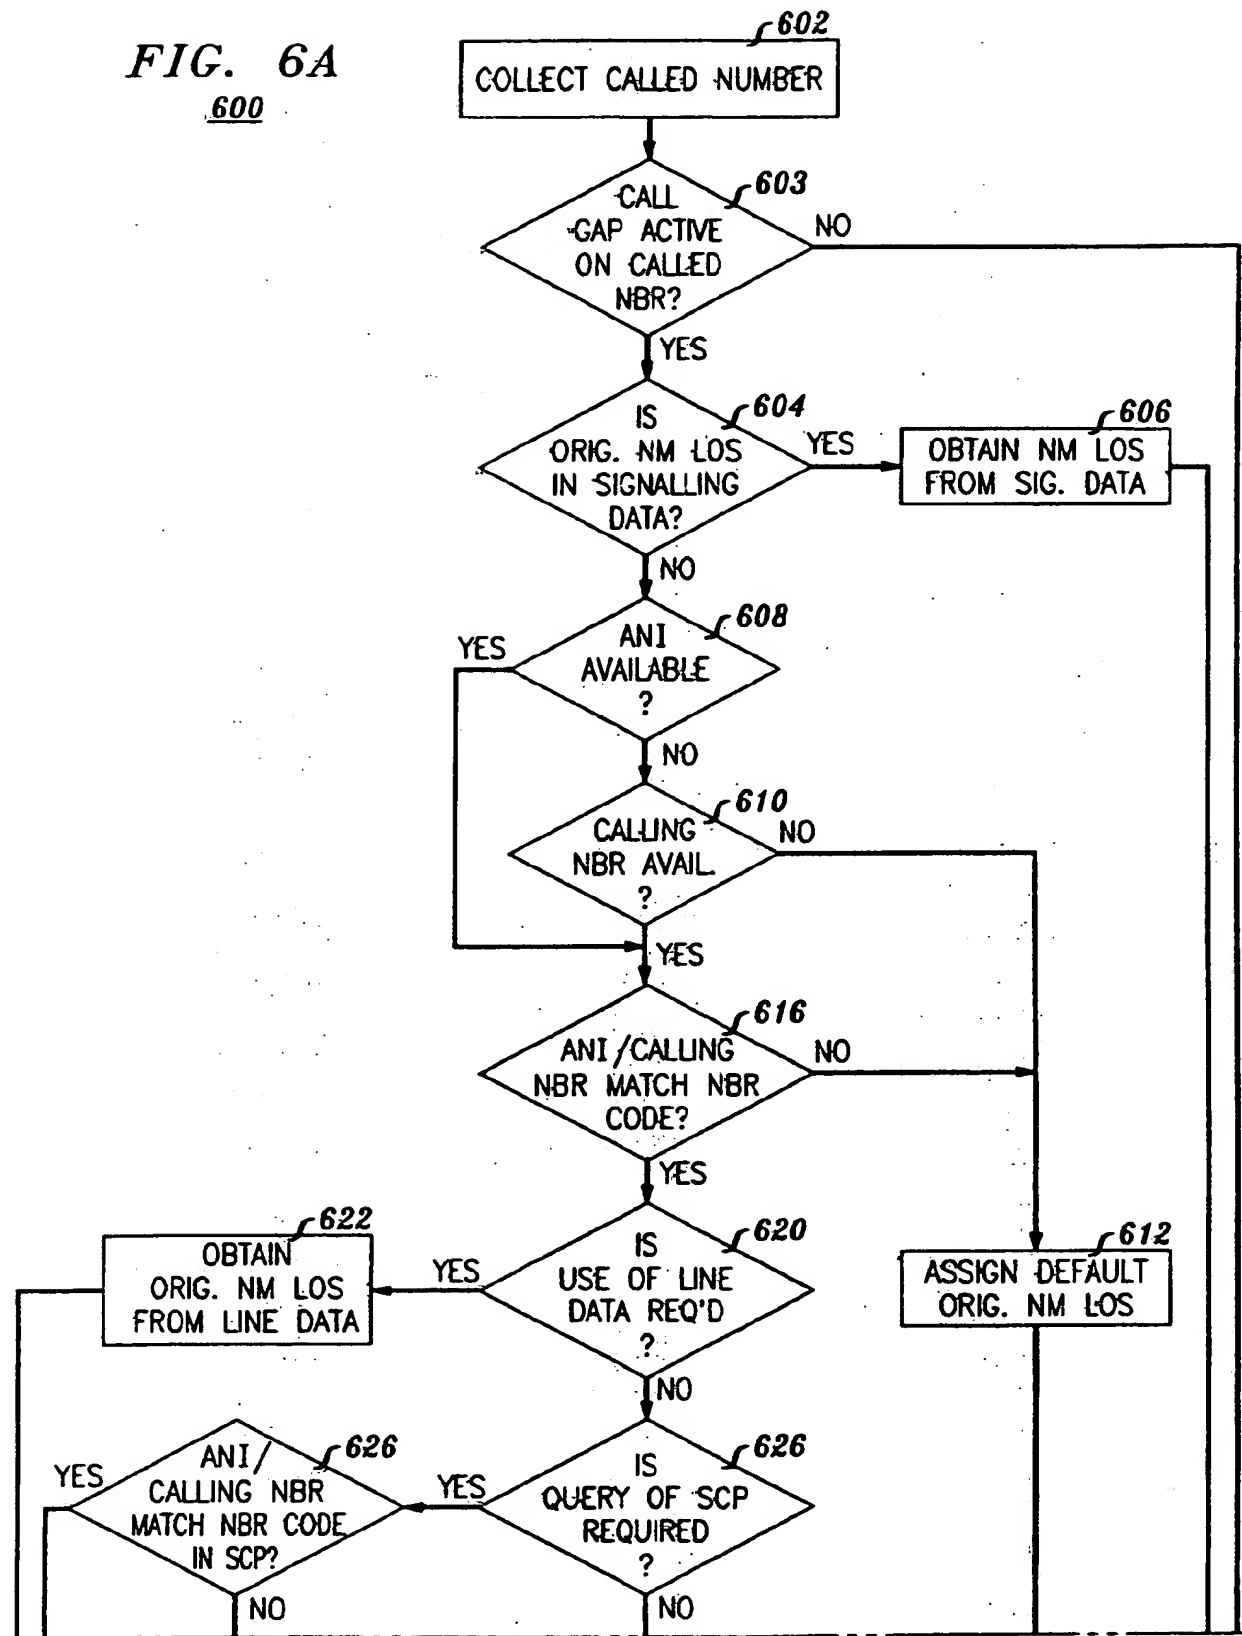 FIG. 6A
600
602
COLLECT CALLED NUMBER
603
CALL
GAP ACTIVE
ON CALLED
NBR?
NO
YES
604
IS
ORIG. NM LOS
IN SIGNALLING
DATA?
YES
606
OBTAIN NM LOS
FROM SIG. DATA
NO
608
ANI
AVAILABLE
?
YES
NO
610
CALLING
NBR AVAIL.
?
NO
YES
616
ANI/CALLING
NBR MATCH NBR
CODE?
NO
YES
620
IS
USE OF LINE
DATA REQ'D
?
YES
622
OBTAIN
ORIG. NM LOS
FROM LINE DATA
612
ASSIGN DEFAULT
ORIG. NM LOS
NO
626
IS
QUERY OF SCP
REQUIRED
?
YES
626
ANI/
CALLING NBR
MATCH NBR CODE
IN SCP?
YES
NO
NO